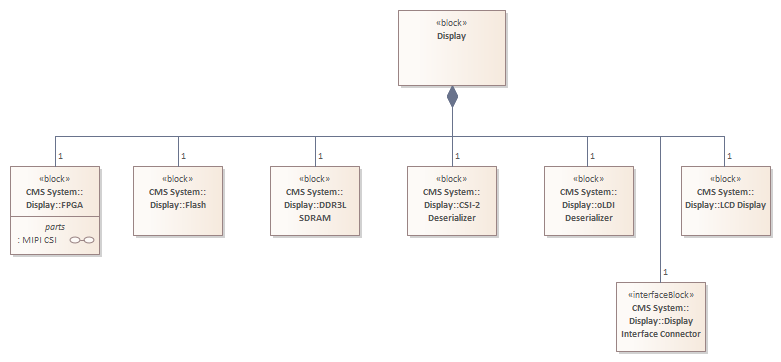 «block»
Display
1
1
1
1
1
1
«block»
CMS System::
Display::FPGA
parts
: MIPI CSI
«block»
CMS System::
Display::Flash
«block»
CMS System::
Display::DDR3L
SDRAM
«block»
CMS System::
Display::CSI-2
Deserializer
«block»
CMS System::
Display::oLDI
Deserializer
«block»
CMS System::
Display::LCD Display
1
«interfaceBlock»
CMS System::
Display::Display
Interface Connector